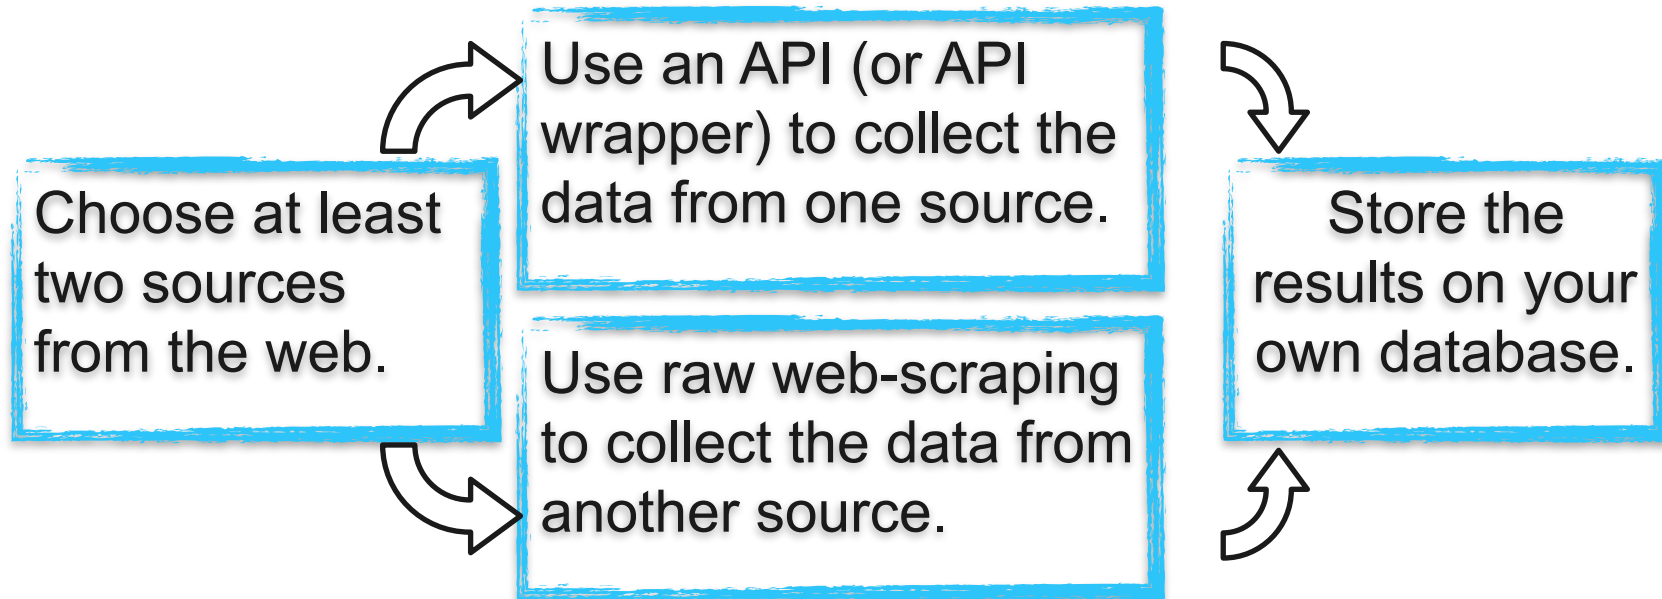 Choose at least
two sources
from the web.
Use an API (or API
wrapper) to collect the
data from one source.
Use raw web-scraping
to collect the data from
another source.
Store the
results on your
own database.